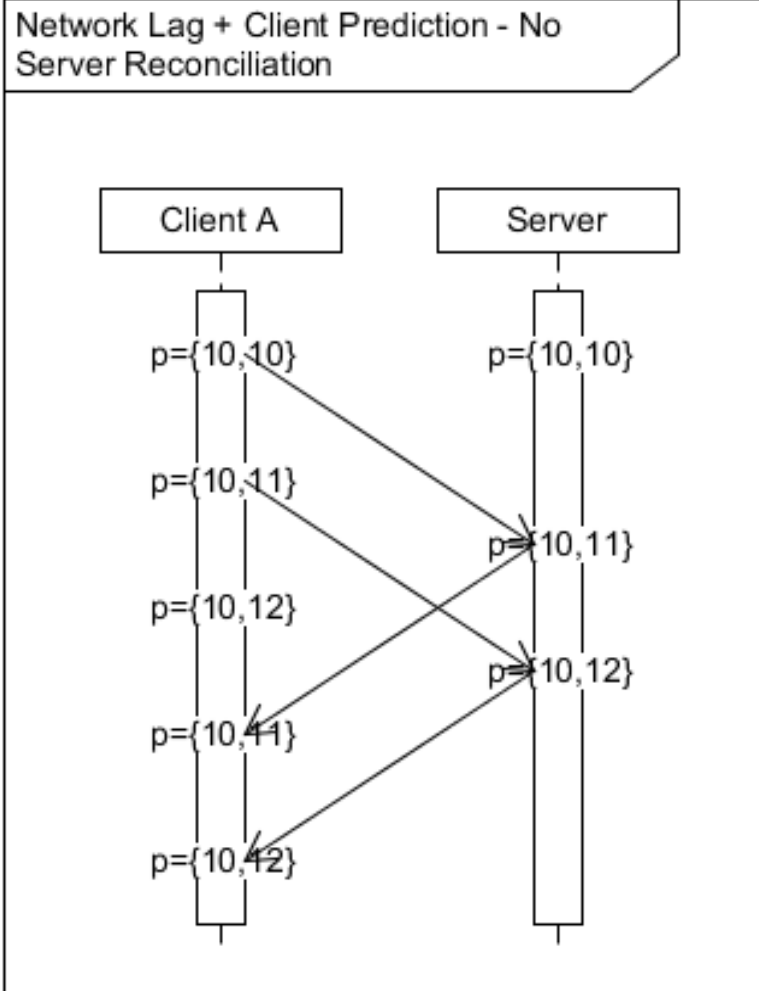 Network Lag + Client Prediction - No
Server Reconciliation
Client A
Server
p={10,10}
p={10,10}
p={10,11}
p={10,11}
p={10,12}
p={10,12}
p={10,11}
p={10,12}